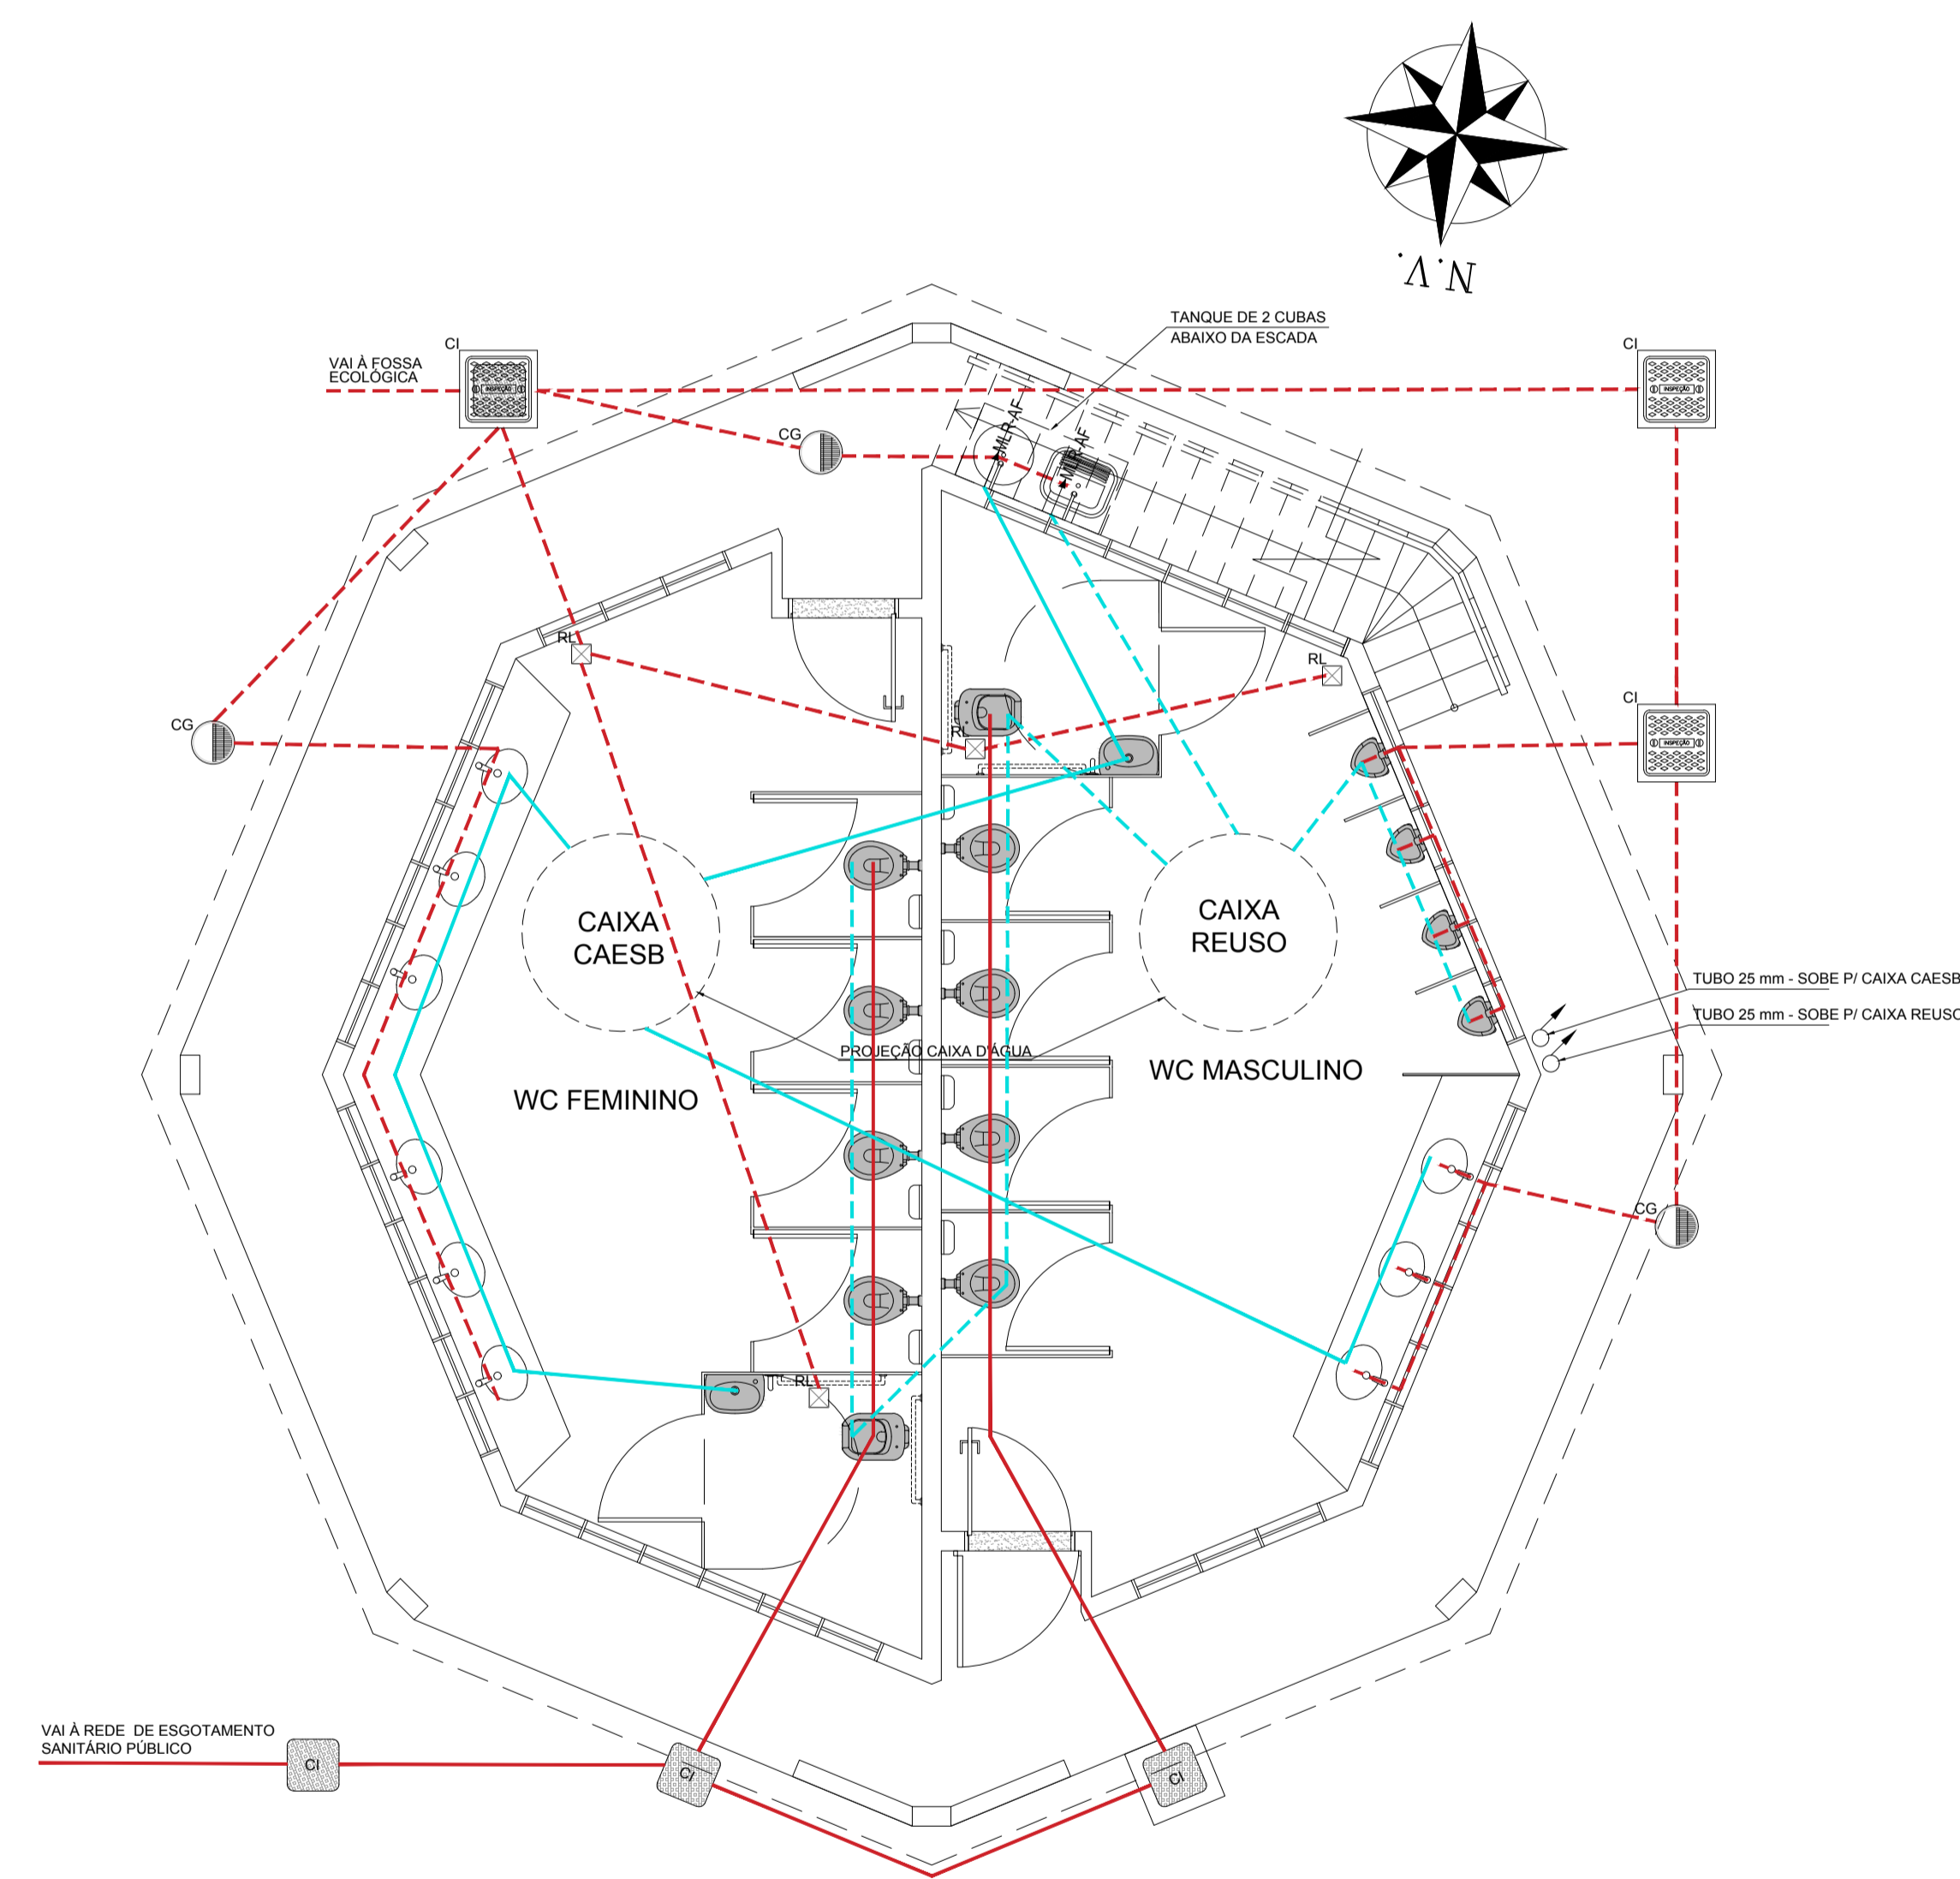 N.V.
TANQUE DE 2 CUBAS
ABAIXO DA ESCADA
CI
VAI À FOSSA
ECOLÓGICA
INSPEÇÃO
CI
INSPEÇÃO
CG
MLR-AF
MLR-AF
RL
RL
CG
RL
CI
INSPEÇÃO
CAIXA
CAESB
CAIXA
REUSO
TUBO 25 mm - SOBE P/ CAIXA CAESB
TUBO 25 mm - SOBE P/ CAIXA REUSO
PROJEÇÃO CAIXA D'ÁGUA
WC FEMININO
WC MASCULINO
CG
RL
VAI À REDE DE ESGOTAMENTO
SANITÁRIO PÚBLICO
CI
CI
CI